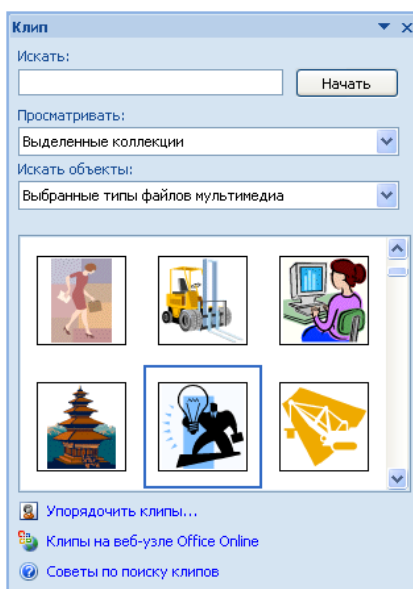 Клип
Искать:
Начать
Просматривать:
Выделенные коллекции
Искать объекты:
Выбранные типы файлов мультимедиа
Упорядочить клипы...
Клипы на веб-узле Office Online
Советы по поиску клипов